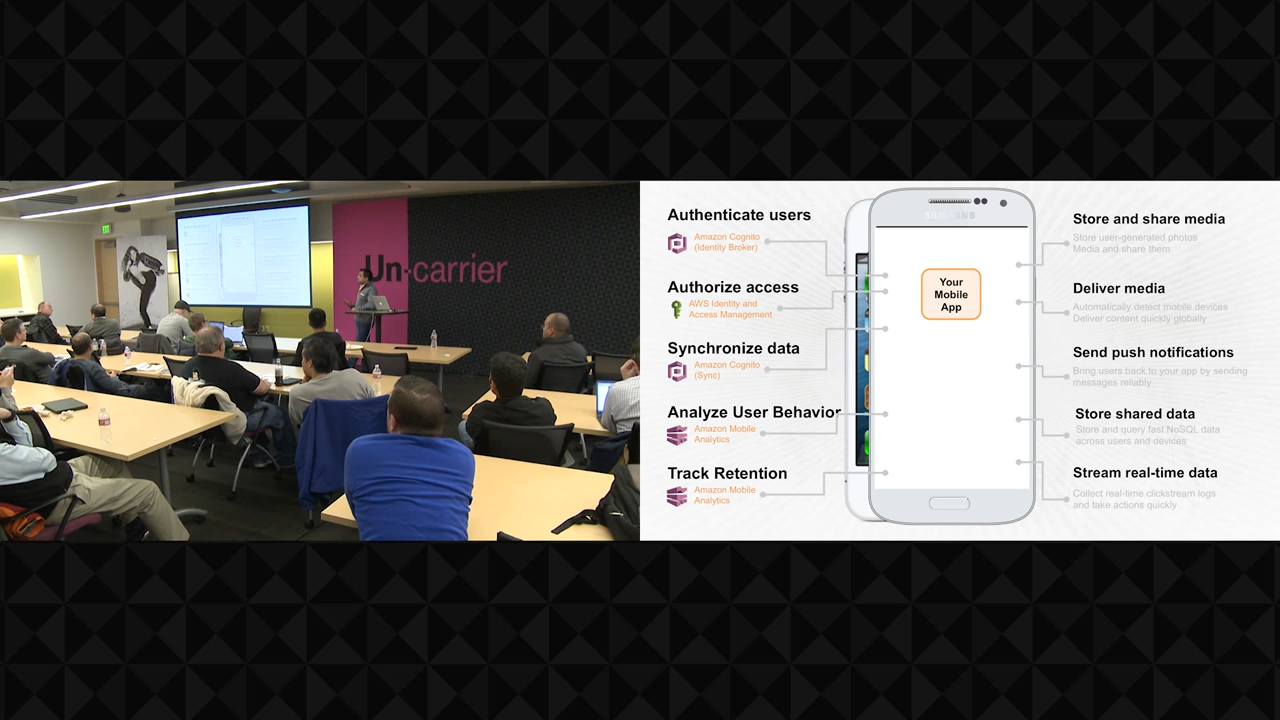 Un-carrier
Authenticate users
Amazon Cognito
(Identity Broker)
Authorize access
AWS Identity and
Access Management
Synchronize data
Amazon Cognito
(Sync)
Analyze User Behavior
Amazon Mobile
Analytics
Track Retention
Amazon Mobile
Analytics
SAMSUNG
Your
Mobile
App
Store and share media
Store user-generated photos
Media and share them
Deliver media
Automatically detect mobile devices
Deliver content quickly globally
Send push notifications
Bring users back to your app by sending
messages reliably
Store shared data
Store and query fast NoSQL data
across users and devices
Stream real-time data
Collect real-time clickstream logs
and take actions quickly